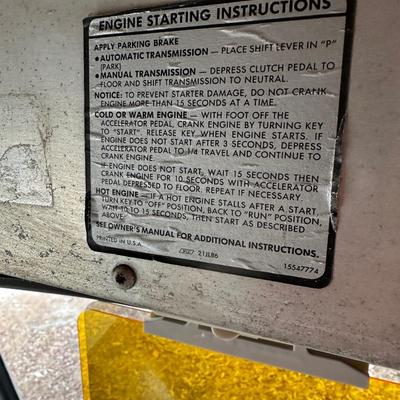 ENGINE STARTING INSTRUCTIONS
APPLY PARKING BRAKE
● AUTOMATIC TRANSMISSION — PLACE SHIFT LEVER IN "P"
(PARK)
● MANUAL TRANSMISSION — DEPRESS CLUTCH PEDAL TO
FLOOR AND SHIFT TRANSMISSION TO NEUTRAL.
NOTICE: TO PREVENT STARTER DAMAGE, DO NOT CRANK
ENGINE MORE THAN 15 SECONDS AT A TIME.
COLD OR WARM ENGINE — WITH FOOT OFF THE
ACCELERATOR PEDAL, CRANK ENGINE BY TURNING KEY
TO "START". RELEASE KEY WHEN ENGINE STARTS. IF
ENGINE DOES NOT START AFTER 3 SECONDS, DEPRESS
ACCELERATOR PEDAL TO 1/4 TRAVEL AND CONTINUE TO
CRANK ENGINE.
IF ENGINE DOES NOT START, WAIT 15 SECONDS THEN
CRANK ENGINE FOR 10 SECONDS WITH ACCELERATOR
PEDAL DEPRESSED TO FLOOR. REPEAT IF NECESSARY.
HOT ENGINE — IF A HOT ENGINE STALLS AFTER A START,
TURN KEY TO "OFF" POSITION, BACK TO "RUN" POSITION,
WAIT 10 TO 15 SECONDS, THEN START AS DESCRIBED
ABOVE.
SEE OWNER'S MANUAL FOR ADDITIONAL INSTRUCTIONS.
PRINTED IN U.S.A. 21JL86 15547774